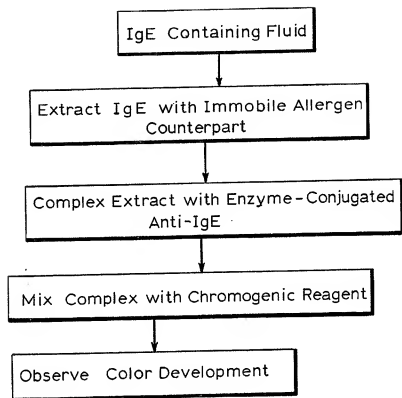 IgE Containing Fluid
Extract IgE with Immobile Allergen
Counterpart
Complex Extract with Enzyme-Conjugated
Anti-IgE
Mix Complex with Chromogenic Reagent
Observe Color Development